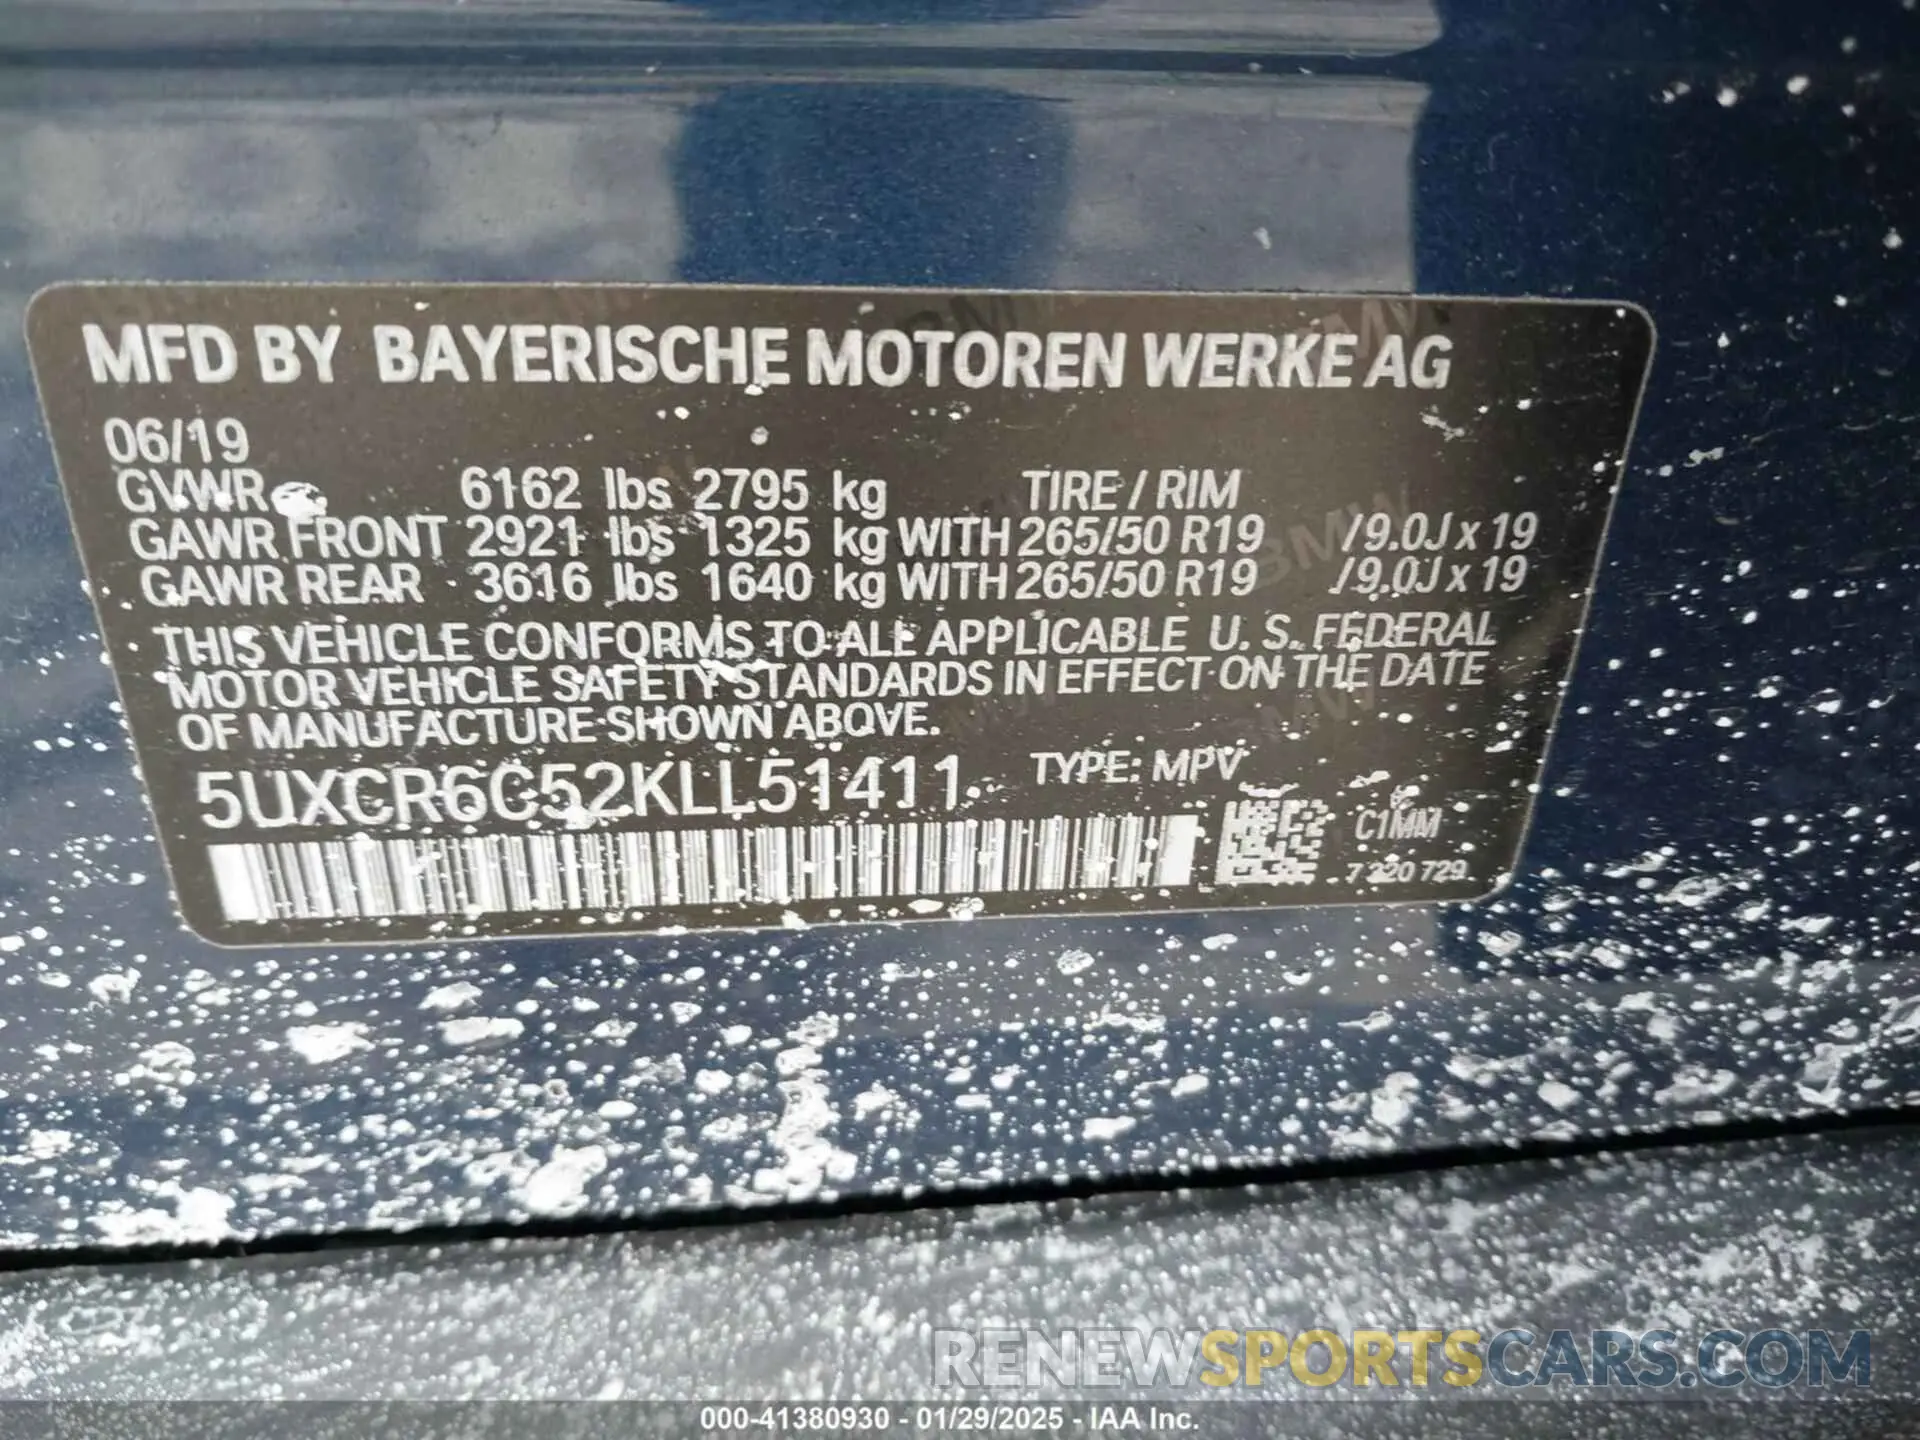 MFD BY BAYERISCHE MOTOREN WERKE AG
06/19
GVWR 6162 lbs 2795 kg TIRE / RIM
GAWR FRONT 2921 lbs 1325 kg WITH 265/50 R19 /9.0J x 19
GAWR REAR 3616 lbs 1640 kg WITH 265/50 R19 /9.0J x 19
THIS VEHICLE CONFORMS TO ALL APPLICABLE U. S. FEDERAL
MOTOR VEHICLE SAFETY STANDARDS IN EFFECT ON THE DATE
OF MANUFACTURE SHOWN ABOVE.
5UXCR6C52KLL51411 TYPE: MPV
C1MM
7 320 729
RENEWSPORTSCARS.COM
000-41380930 - 01/29/2025 - IAA Inc.